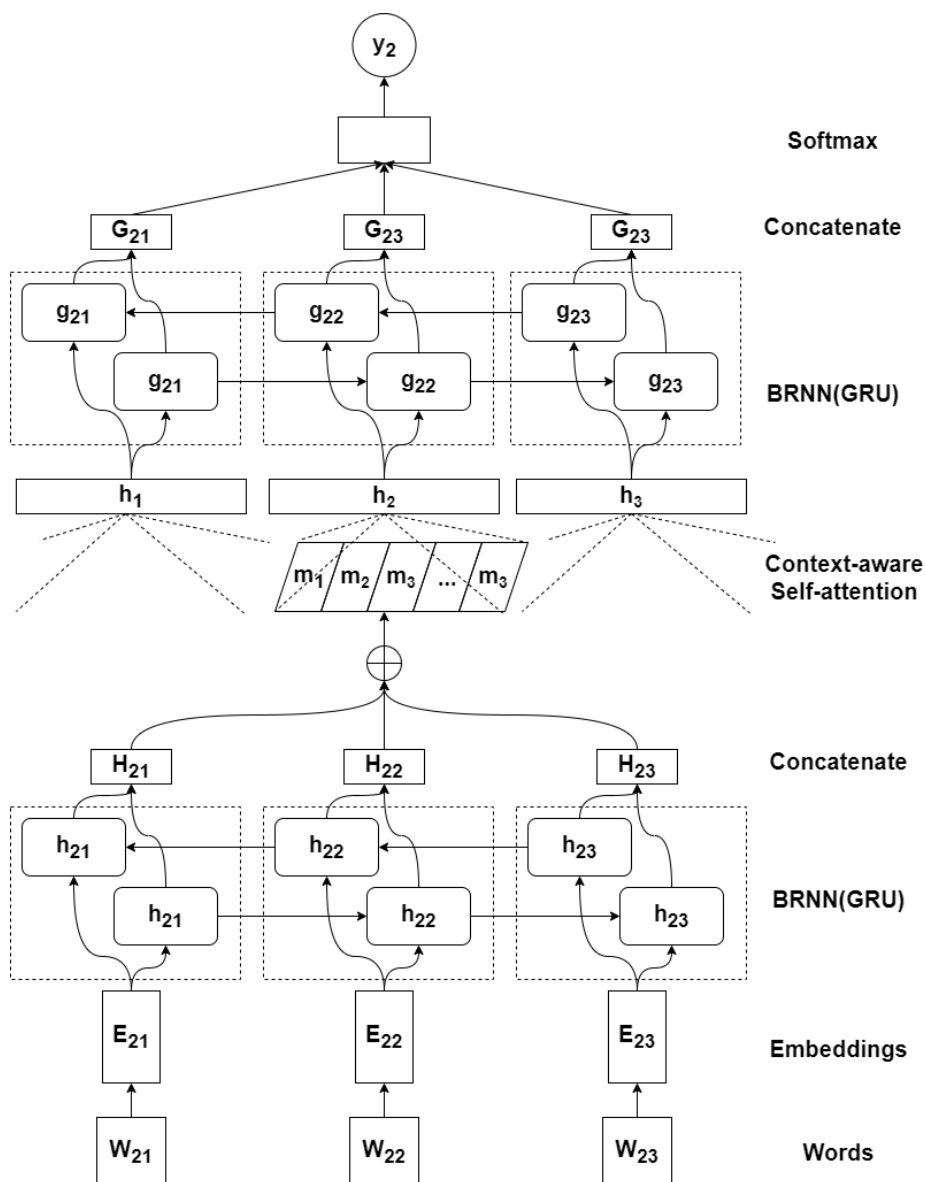 y2
Softmax
G21 G23 G23 Concatenate
g21 g22 g23
g21 g22 g23 BRNN(GRU)
h1 h2 h3
m1 m2 m3 ... m3 Context-aware
Self-attention
H21 H22 H23 Concatenate
h21 h22 h23
h21 h22 h23 BRNN(GRU)
E21 E22 E23 Embeddings
W21 W22 W23 Words